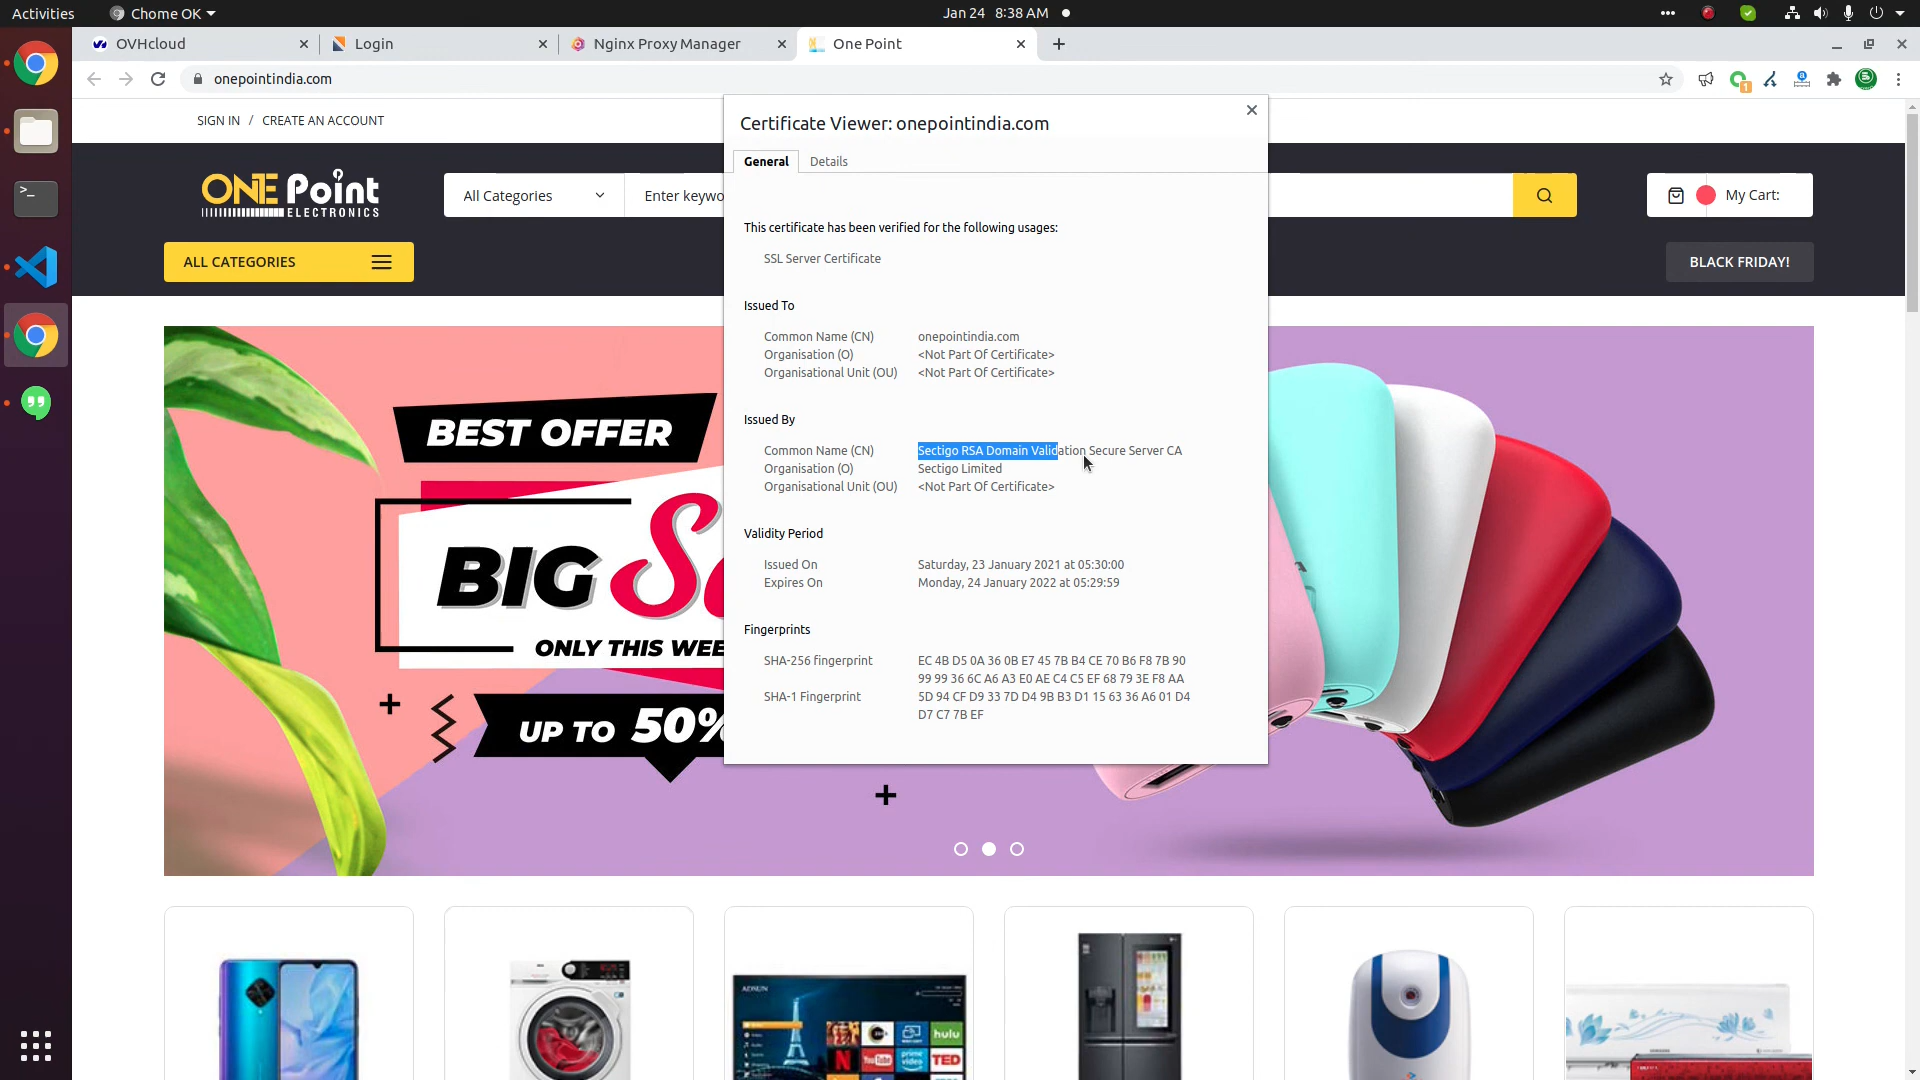 Activities Chome OK Jan 24 8:38 AM
OVHcloud Login Nginx Proxy Manager One Point
onepointindia.com
SIGN IN / CREATE AN ACCOUNT
ONE Point
ELECTRONICS
All Categories Enter keywo
My Cart:
ALL CATEGORIES
BLACK FRIDAY!
Certificate Viewer: onepointindia.com
General Details
This certificate has been verified for the following usages:
SSL Server Certificate
Issued To
Common Name (CN) onepointindia.com
Organisation (O) <Not Part Of Certificate>
Organisational Unit (OU) <Not Part Of Certificate>
Issued By
Common Name (CN) Sectigo RSA Domain Validation Secure Server CA
Organisation (O) Sectigo Limited
Organisational Unit (OU) <Not Part Of Certificate>
Validity Period
Issued On Saturday, 23 January 2021 at 05:30:00
Expires On Monday, 24 January 2022 at 05:29:59
Fingerprints
SHA-256 fingerprint EC 4B D5 0A 36 0B E7 45 7B B4 CE 70 B6 F8 7B 90
99 99 36 6C A6 A3 E0 AE C4 C5 EF 68 79 3E F8 AA
SHA-1 Fingerprint 5D 94 CF D9 33 7D D4 9B B3 D1 15 63 36 A6 01 D4
D7 C7 7B EF
BEST OFFER
BIG Sa
ONLY THIS WEE
UP TO 50%
hulu
YouTube prime video TED